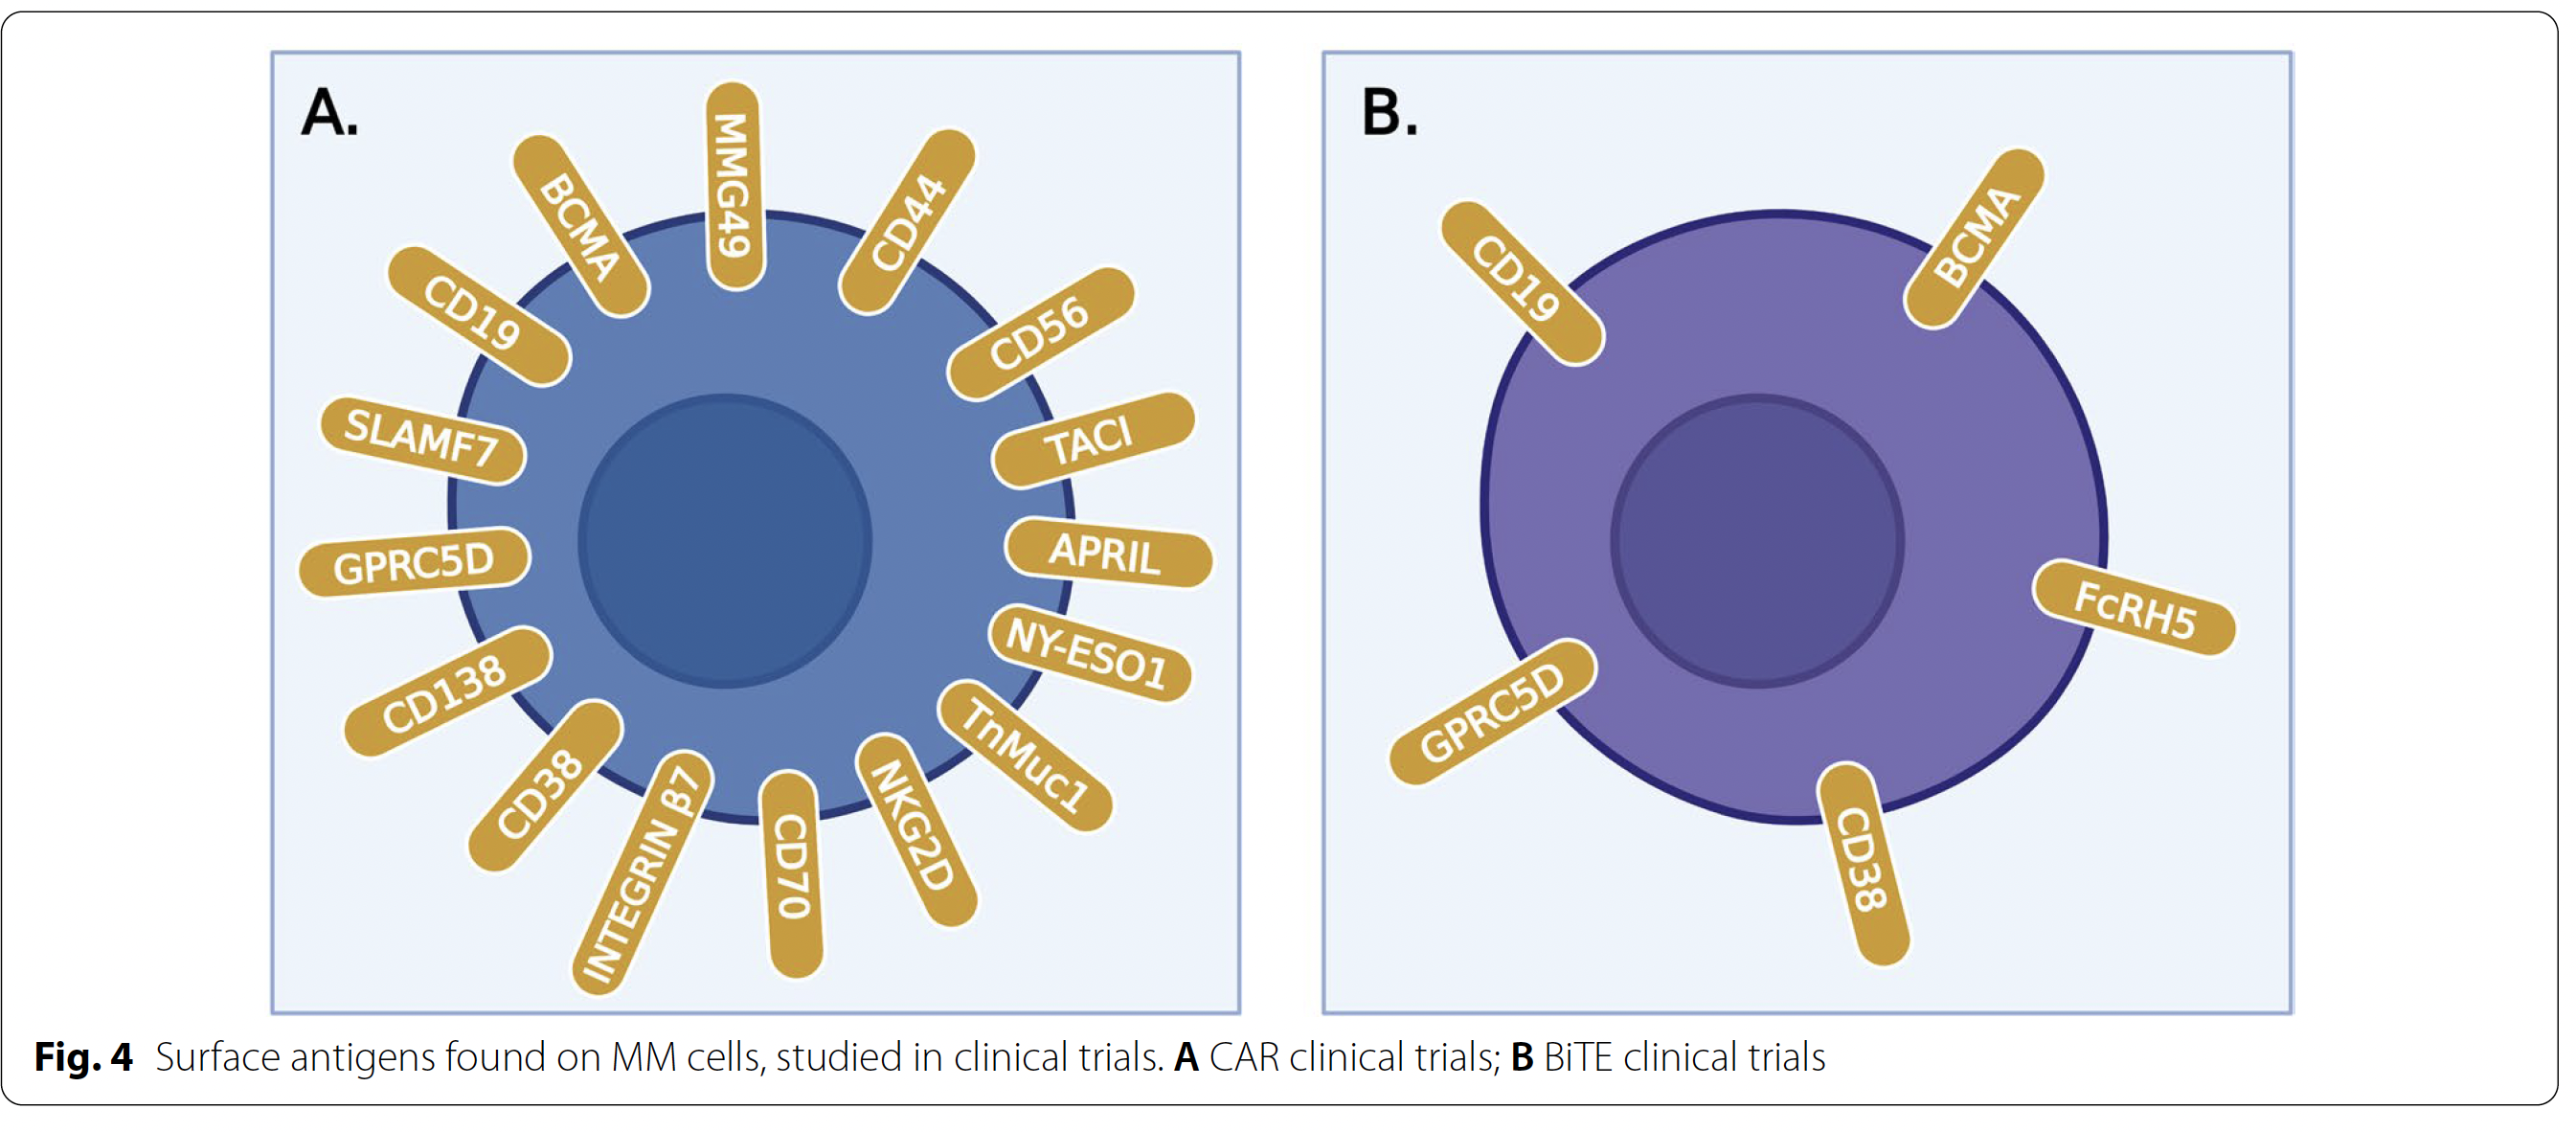 A.
MMG49
CD44
CD56
TACI
APRIL
NY-ESO1
TnMuc1
NKG2D
CD70
INTEGRIN β7
CD38
CD138
GPRC5D
SLAMF7
CD19
BCMA
B.
BCMA
FcRH5
CD38
GPRC5D
CD19
Fig. 4 Surface antigens found on MM cells, studied in clinical trials. A CAR clinical trials; B BiTE clinical trials